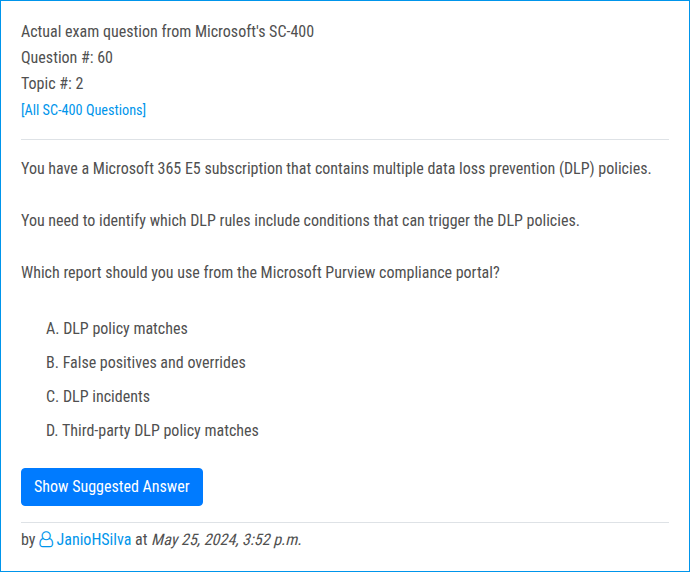 Actual exam question from Microsoft's SC-400
Question #: 60
Topic #: 2
[All SC-400 Questions]
You have a Microsoft 365 E5 subscription that contains multiple data loss prevention (DLP) policies.
You need to identify which DLP rules include conditions that can trigger the DLP policies.
Which report should you use from the Microsoft Purview compliance portal?
A. DLP policy matches
B. False positives and overrides
C. DLP incidents
D. Third-party DLP policy matches
Show Suggested Answer
by JanioHSilva at May 25, 2024, 3:52 p.m.